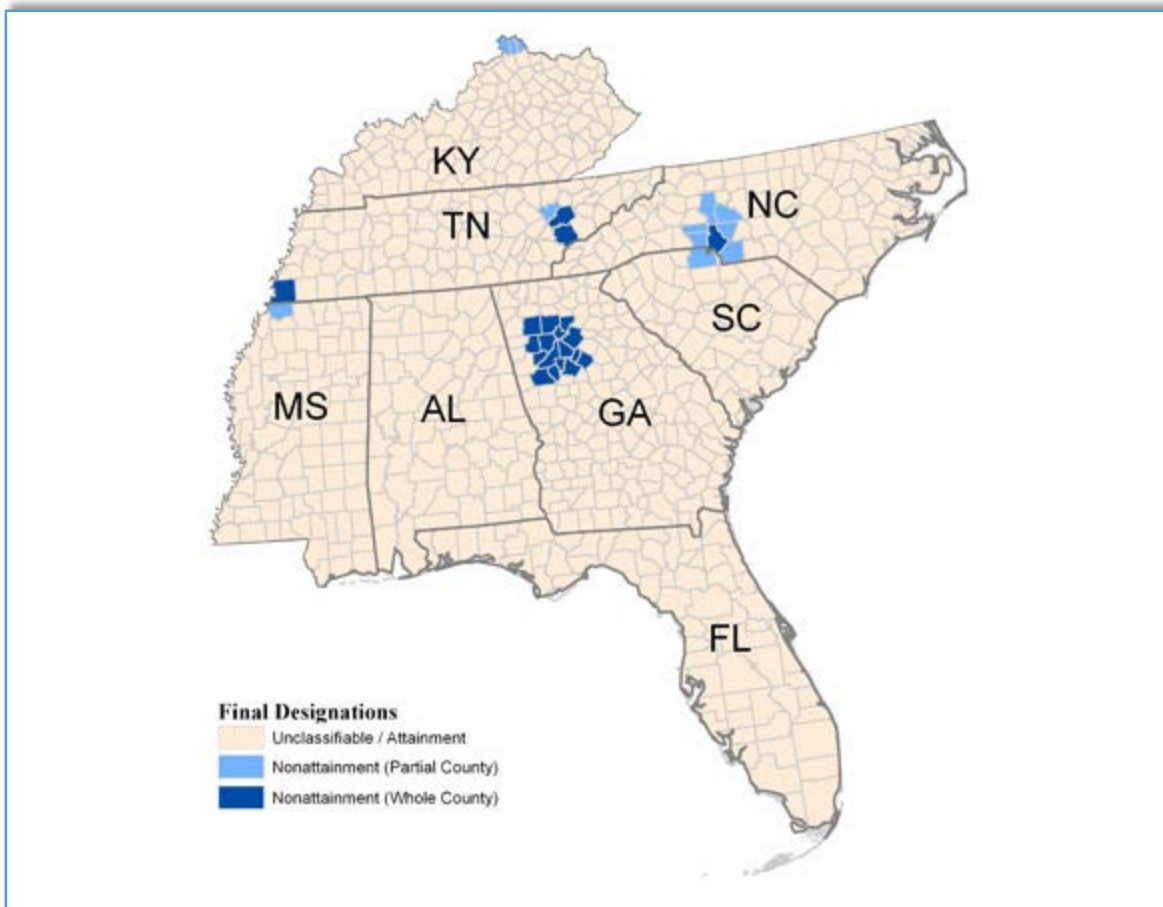 KY
TN
NC
SC
MS
AL
GA
FL
Final Designations
Unclassifiable / Attainment
Nonattainment (Partial County)
Nonattainment (Whole County)